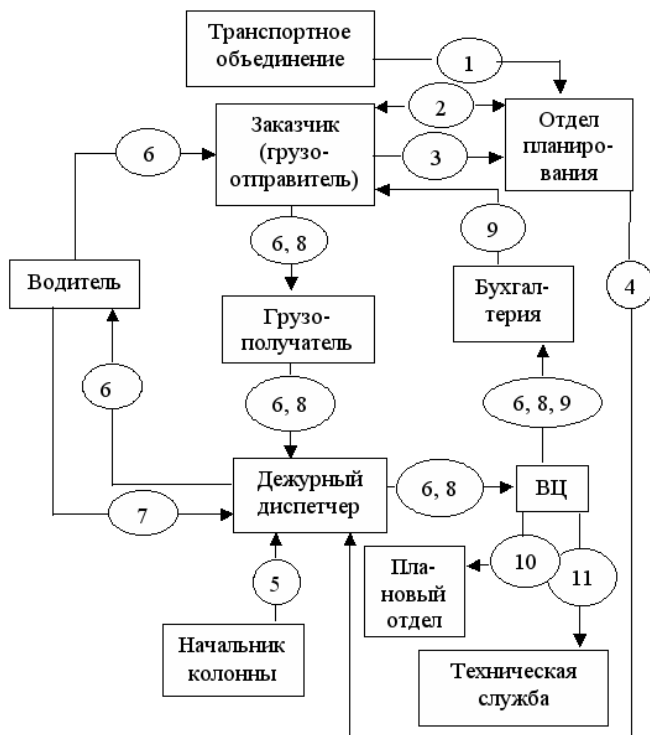 Транспортное
объединение
1
2
Заказчик
(грузо-
отправитель)
Отдел
планиро-
вания
6
3
6, 8
9
Водитель
Бухгал-
терия
4
Грузо-
получатель
6
6, 8
6, 8, 9
Дежурный
диспетчер
6, 8
ВЦ
7
10
11
Пла-
новый
отдел
5
Начальник
колонны
Техническая
служба